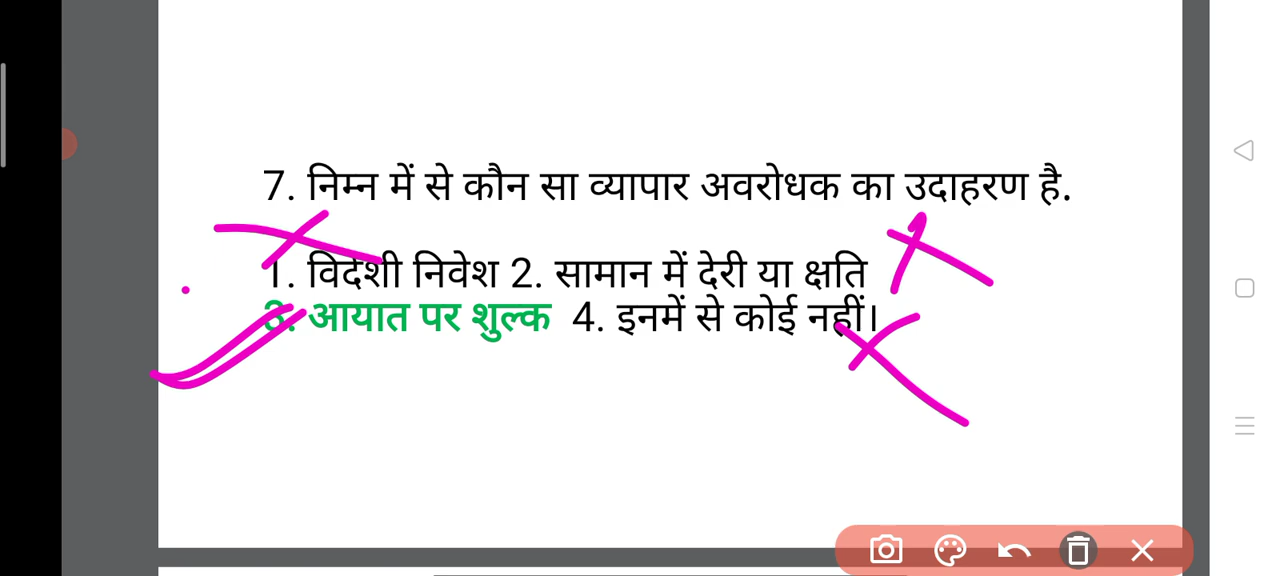 7. निम्न में से कौन सा व्यापार अवरोधक का उदाहरण है.
1. विदेशी निवेश 2. सामान में देरी या क्षति
3. आयात पर शुल्क 4. इनमें से कोई नहीं।